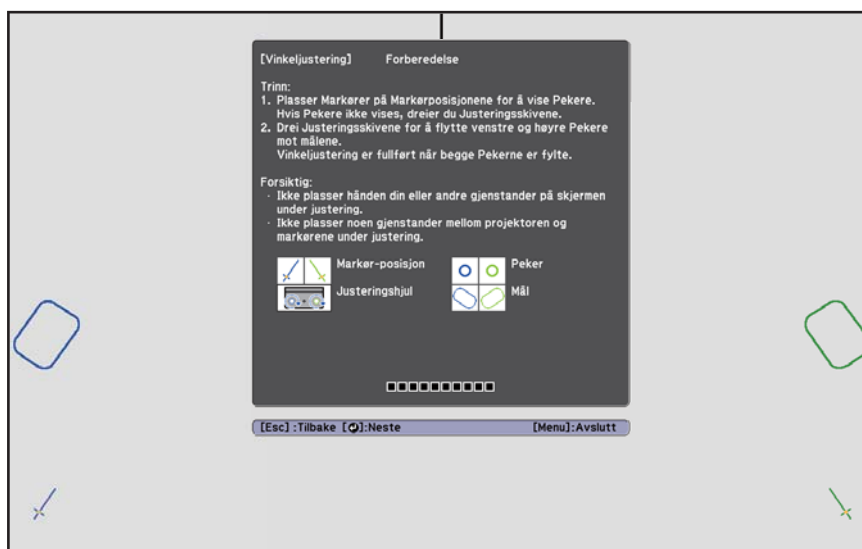 [Vinkeljustering] Forberedelse
Trinn:
1. Plasser Markører på Markørposisjonene for å vise Pekere.
Hvis Pekere ikke vises, dreier du Justeringsskivene.
2. Drei Justeringsskivene for å flytte venstre og høyre Pekere
mot målene.
Vinkeljustering er fullført når begge Pekerne er fylte.
Forsiktig:
· Ikke plasser hånden din eller andre gjenstander på skjermen
under justering.
· Ikke plasser noen gjenstander mellom projektoren og
markørene under justering.
Markør-posisjon Peker
Justeringshjul Mål
[Esc] :Tilbake [⏎]:Neste [Menu]:Avslutt